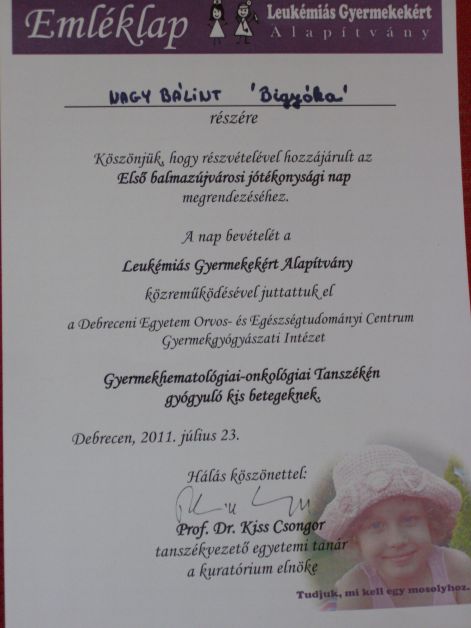 Emléklap
Leukémiás Gyermekekért
Alapítvány
NAGY BÁLINT 'Bigyóka'
részére
Köszönjük, hogy részvételével hozzájárult az
Első balmazújvárosi jótékonysági nap
megrendezéséhez.
A nap bevételét a
Leukémiás Gyermekekért Alapítvány
közreműködésével juttattuk el
a Debreceni Egyetem Orvos- és Egészségtudományi Centrum
Gyermekgyógyászati Intézet
Gyermekhematológiai-onkológiai Tanszékén
gyógyuló kis betegeknek.
Debrecen, 2011. július 23.
Hálás köszönettel:
Prof. Dr. Kiss Csongor
tanszékvezető egyetemi tanár
a kuratórium elnöke
Tudjuk, mi kell egy mosolyhoz.